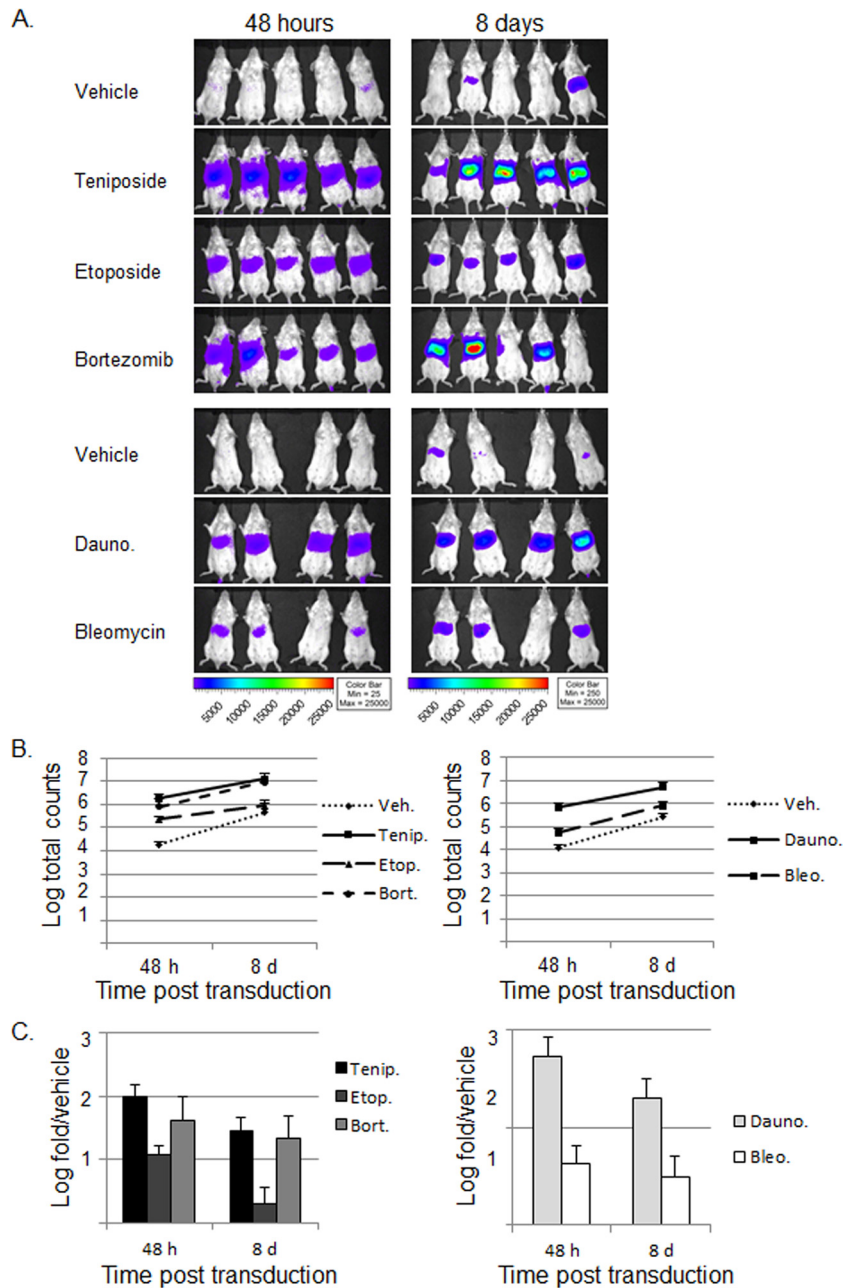 A.
48 hours
8 days
Vehicle
Teniposide
Etoposide
Bortezomib
Vehicle
Dauno.
Bleomycin
5000 10000 15000 20000 25000
Color Bar
Min = 25
Max = 25000
5000 10000 15000 20000 25000
Color Bar
Min = 250
Max = 25000
B.
Log total counts
8
7
6
5
4
3
2
1
48 h 8 d
Time post transduction
Veh.
Tenip.
Etop.
Bort.
Log total counts
8
7
6
5
4
3
2
1
48 h 8 d
Time post transduction
Veh.
Dauno.
Bleo.
C.
Log fold/vehicle
3
2
1
48 h 8 d
Time post transduction
Tenip.
Etop.
Bort.
Log fold/vehicle
3
2
1
48 h 8 d
Time post transduction
Dauno.
Bleo.